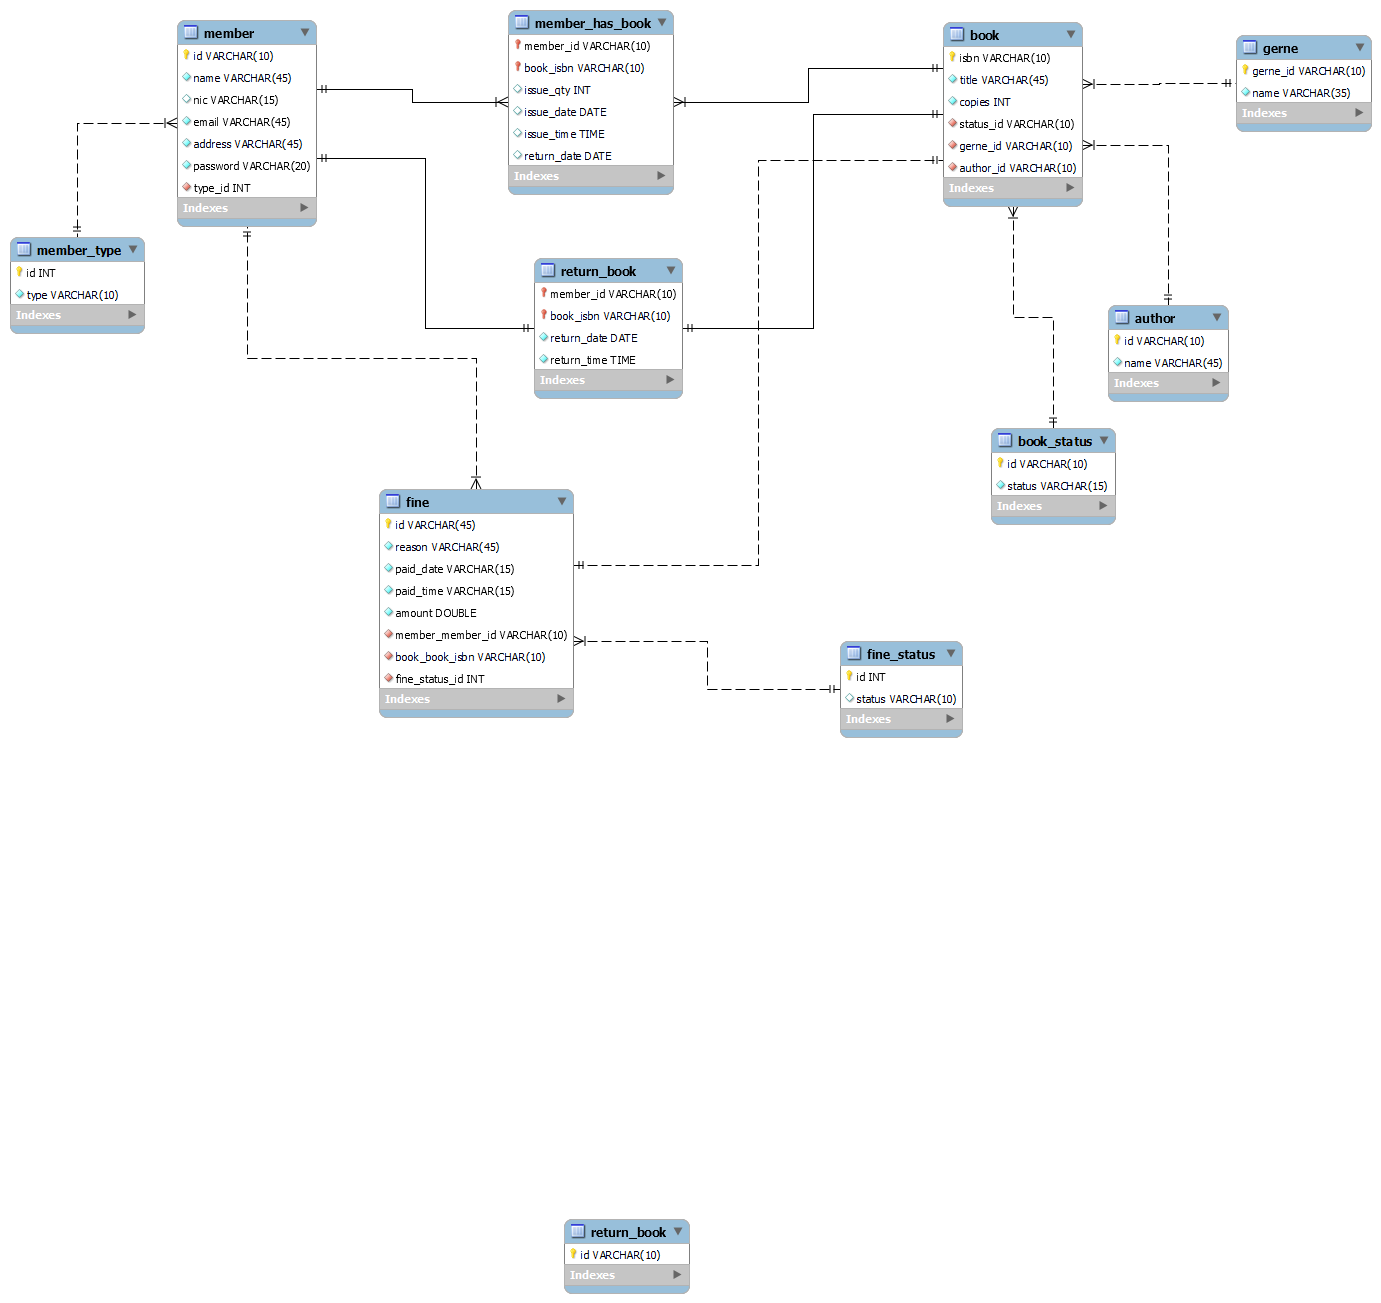 member
id VARCHAR(10)
name VARCHAR(45)
nic VARCHAR(15)
email VARCHAR(45)
address VARCHAR(45)
password VARCHAR(20)
type_id INT
Indexes
member_has_book
member_id VARCHAR(10)
book_isbn VARCHAR(10)
issue_qty INT
issue_date DATE
issue_time TIME
return_date DATE
Indexes
book
isbn VARCHAR(10)
title VARCHAR(45)
copies INT
status_id VARCHAR(10)
gerne_id VARCHAR(10)
author_id VARCHAR(10)
Indexes
gerne
gerne_id VARCHAR(10)
name VARCHAR(35)
Indexes
member_type
id INT
type VARCHAR(10)
Indexes
return_book
member_id VARCHAR(10)
book_isbn VARCHAR(10)
return_date DATE
return_time TIME
Indexes
author
id VARCHAR(10)
name VARCHAR(45)
Indexes
book_status
id VARCHAR(10)
status VARCHAR(15)
Indexes
fine
id VARCHAR(45)
reason VARCHAR(45)
paid_date VARCHAR(15)
paid_time VARCHAR(15)
amount DOUBLE
member_member_id VARCHAR(10)
book_book_isbn VARCHAR(10)
fine_status_id INT
Indexes
fine_status
id INT
status VARCHAR(10)
Indexes
return_book
id VARCHAR(10)
Indexes